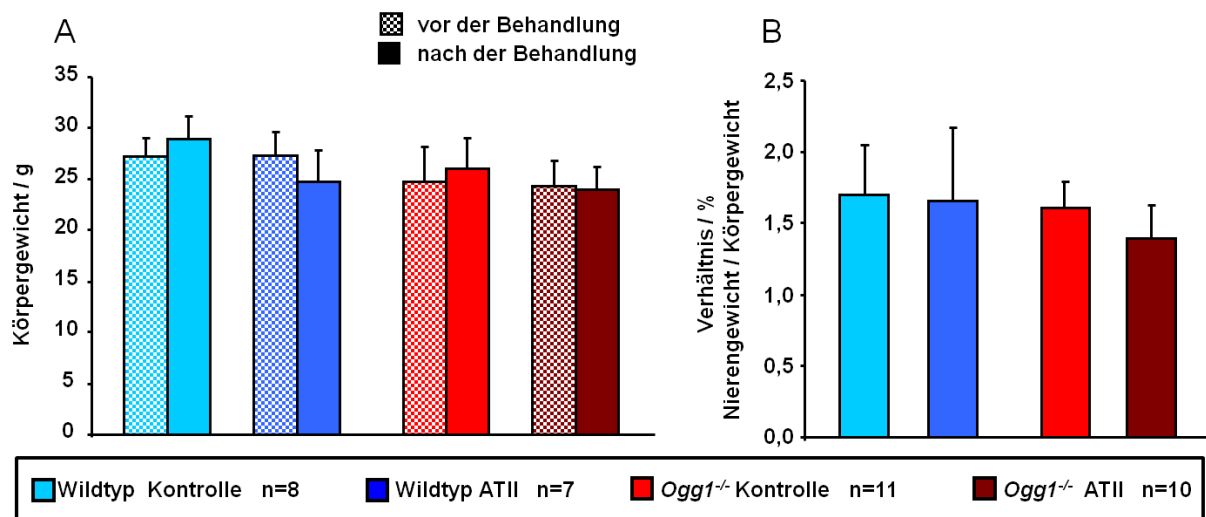 A
vor der Behandlung
nach der Behandlung
Körpergewicht / g
35
30
25
20
15
10
5
0
B
Verhältnis / %
Nierengewicht / Körpergewicht
2,5
2,0
1,5
1,0
0,5
0,0
Wildtyp Kontrolle n=8
Wildtyp ATII n=7
Ogg1-/- Kontrolle n=11
Ogg1-/- ATII n=10